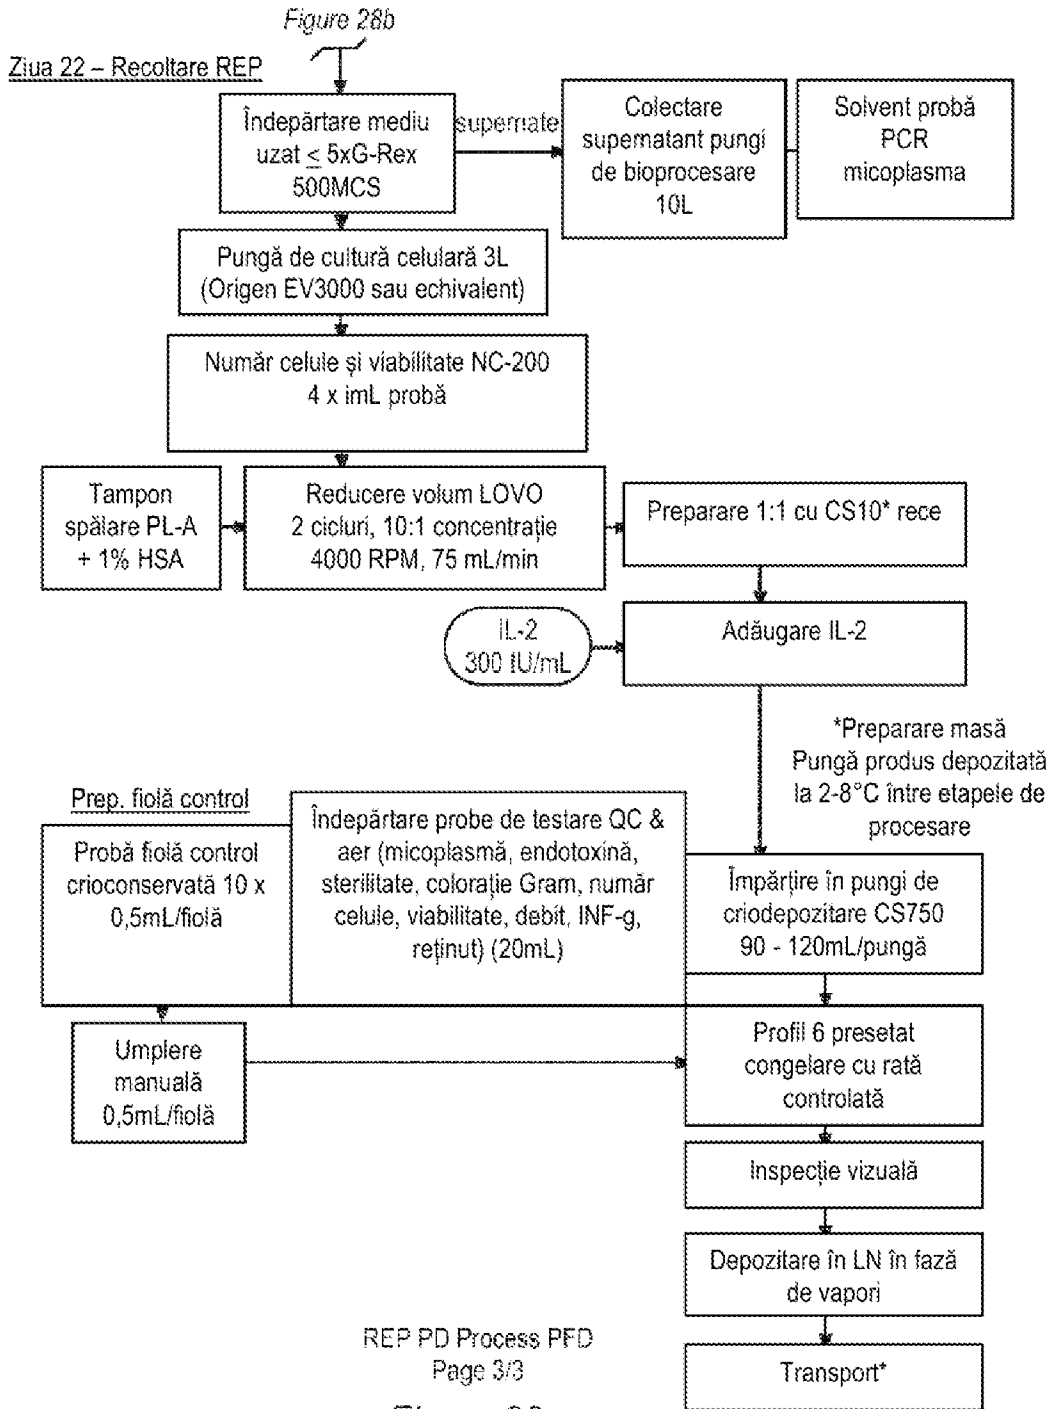 Figure 28b
Ziua 22 – Recoltare REP
Îndepărtare mediu
uzat ≤ 5xG-Rex
500MCS
supernate
Colectare
supernatant pungi
de bioprocesare
10L
Solvent probă
PCR
micoplasma
Pungă de cultură celulară 3L
(Origen EV3000 sau echivalent)
Număr celule și viabilitate NC-200
4 x imL probă
Tampon
spălare PL-A
+ 1% HSA
Reducere volum LOVO
2 cicluri, 10:1 concentrație
4000 RPM, 75 mL/min
Preparare 1:1 cu CS10* rece
IL-2
300 IU/mL
Adăugare IL-2
*Preparare masă
Pungă produs depozitată
la 2-8°C între etapele de
procesare
Prep. fiolă control
Probă fiolă control
crioconservată 10 x
0,5mL/fiolă
Îndepărtare probe de testare QC &
aer (micoplasmă, endotoxină,
sterilitate, colorație Gram, număr
celule, viabilitate, debit, INF-g,
reținut) (20mL)
Împărțire în pungi de
criodepozitare CS750
90 - 120mL/pungă
Umplere
manuală
0,5mL/fiolă
Profil 6 presetat
congelare cu rată
controlată
Inspecție vizuală
Depozitare în LN în fază
de vapori
Transport*
REP PD Process PFD
Page 3/3